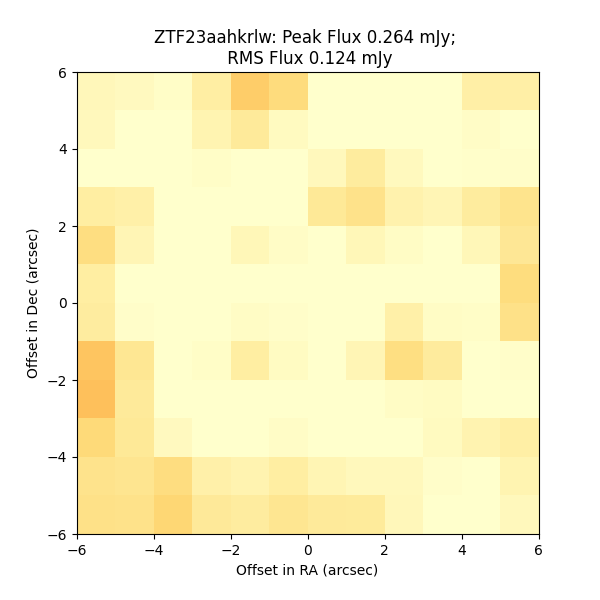 ZTF23aahkrlw: Peak Flux 0.264 mJy;
RMS Flux 0.124 mJy
6
4
2
0
−2
−4
−6
Offset in Dec (arcsec)
−6 −4 −2 0 2 4 6
Offset in RA (arcsec)